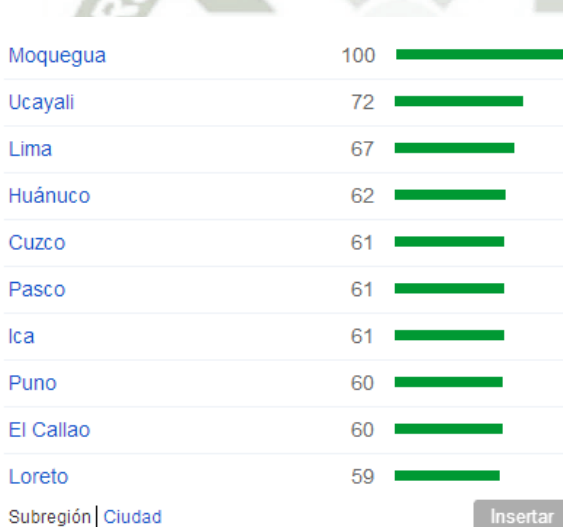 Moquegua 100
Ucayali 72
Lima 67
Huánuco 62
Cuzco 61
Pasco 61
Ica 61
Puno 60
El Callao 60
Loreto 59
Subregión| Ciudad Insertar